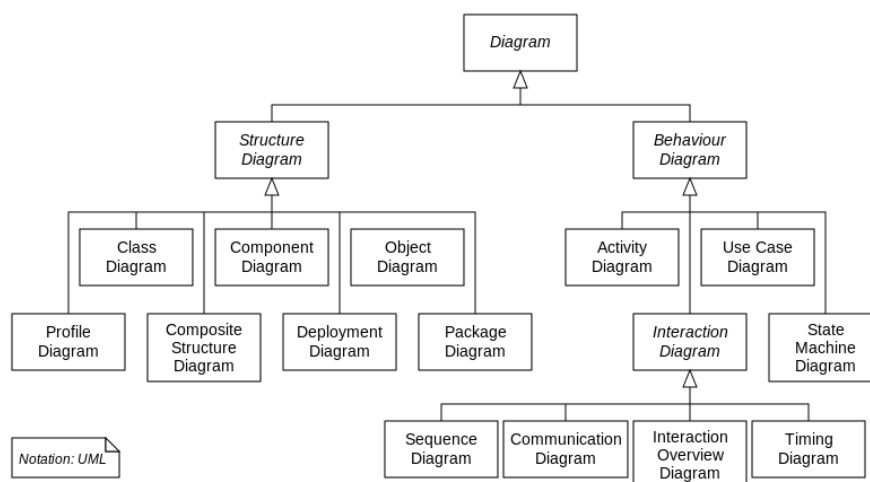 Diagram
Structure
Diagram
Behaviour
Diagram
Class
Diagram
Component
Diagram
Object
Diagram
Activity
Diagram
Use Case
Diagram
Profile
Diagram
Composite
Structure
Diagram
Deployment
Diagram
Package
Diagram
Interaction
Diagram
State
Machine
Diagram
Sequence
Diagram
Communication
Diagram
Interaction
Overview
Diagram
Timing
Diagram
Notation: UML